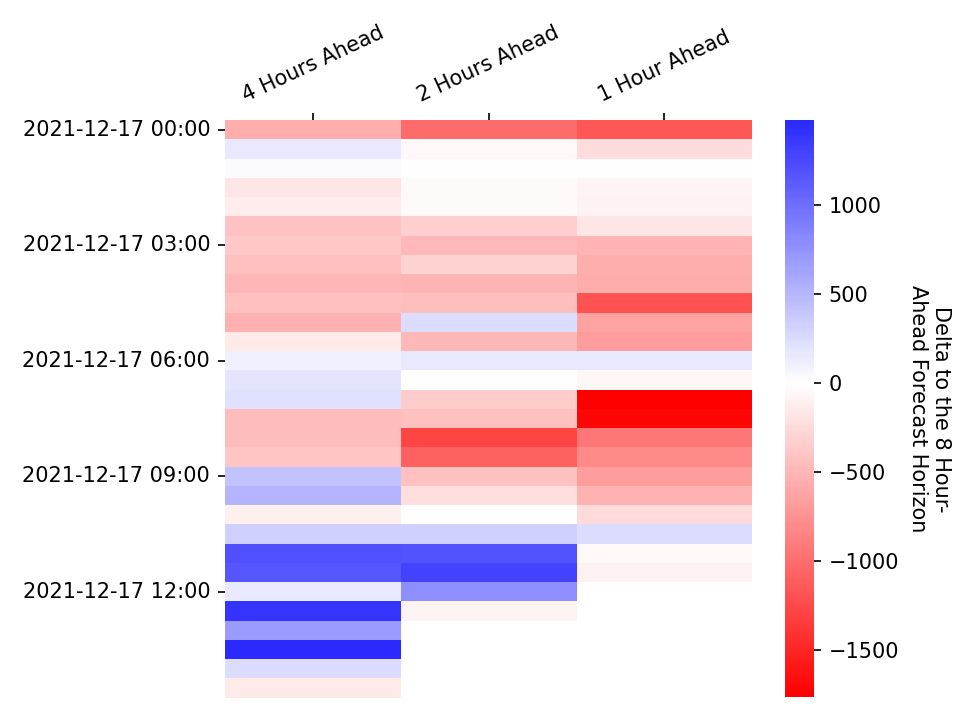 4 Hours Ahead
2 Hours Ahead
1 Hour Ahead
2021-12-17 00:00
2021-12-17 03:00
2021-12-17 06:00
2021-12-17 09:00
2021-12-17 12:00
1000
500
0
−500
−1000
−1500
Delta to the 8 Hour-
Ahead Forecast Horizon